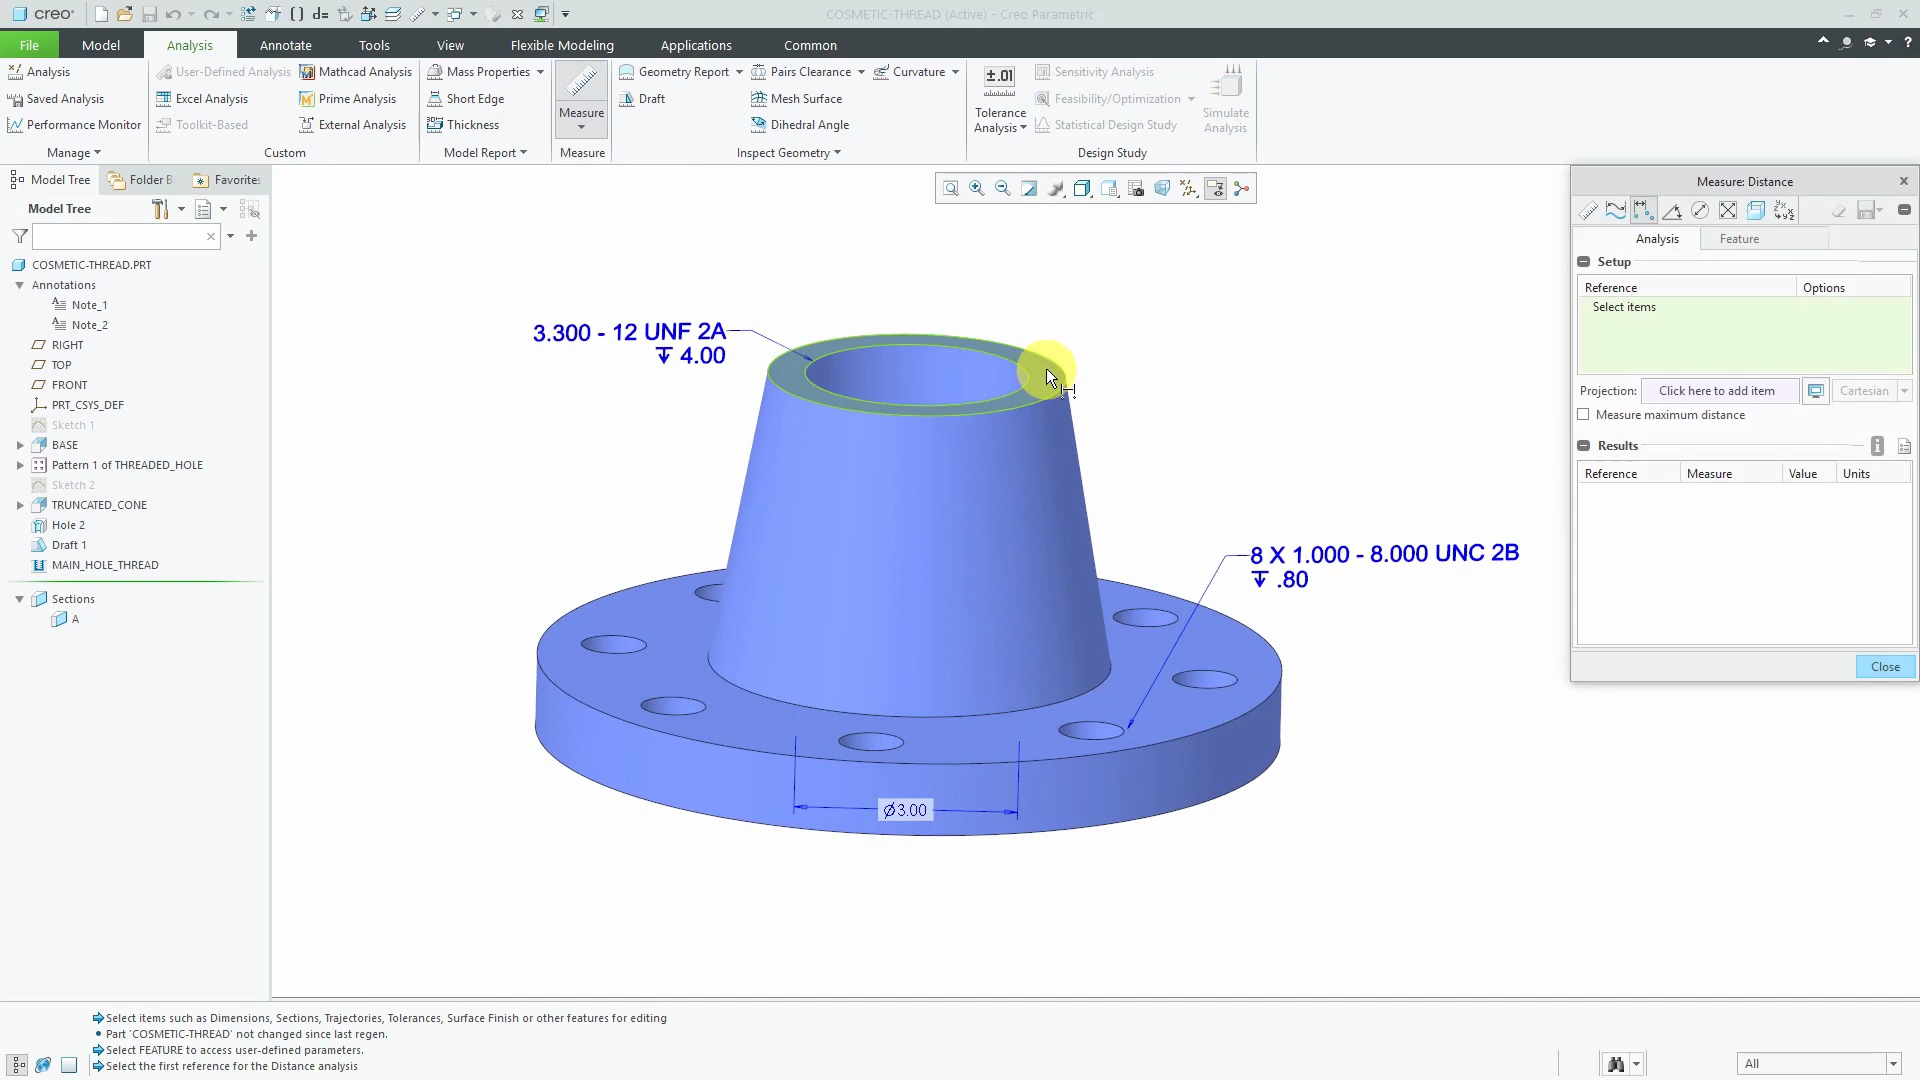 creo
COSMETIC-THREAD (Active) - Creo Parametric
File Model Analysis Annotate Tools View Flexible Modeling Applications Common
Analysis
Saved Analysis
Performance Monitor
Manage
User-Defined Analysis
Excel Analysis
Toolkit-Based
Mathcad Analysis
Prime Analysis
External Analysis
Custom
Mass Properties
Short Edge
Thickness
Model Report
Measure
Measure
Geometry Report
Draft
Pairs Clearance
Mesh Surface
Dihedral Angle
Curvature
Inspect Geometry
±.01
Tolerance
Analysis
Sensitivity Analysis
Feasibility/Optimization
Statistical Design Study
Simulate
Analysis
Design Study
Model Tree Folder B Favorites
Model Tree
COSMETIC-THREAD.PRT
Annotations
Note_1
Note_2
RIGHT
TOP
FRONT
PRT_CSYS_DEF
Sketch 1
BASE
Pattern 1 of THREADED_HOLE
Sketch 2
TRUNCATED_CONE
Hole 2
Draft 1
MAIN_HOLE_THREAD
Sections
A
3.300 - 12 UNF 2A
↧ 4.00
8 X 1.000 - 8.000 UNC 2B
↧ .80
⌀3.00
Measure: Distance
Analysis Feature
Setup
Reference Options
Select items
Projection: Click here to add item Cartesian
Measure maximum distance
Results
Reference Measure Value Units
Close
Select items such as Dimensions, Sections, Trajectories, Tolerances, Surface Finish or other features for editing
• Part 'COSMETIC-THREAD' not changed since last regen.
Select FEATURE to access user-defined parameters.
Select the first reference for the Distance analysis
All